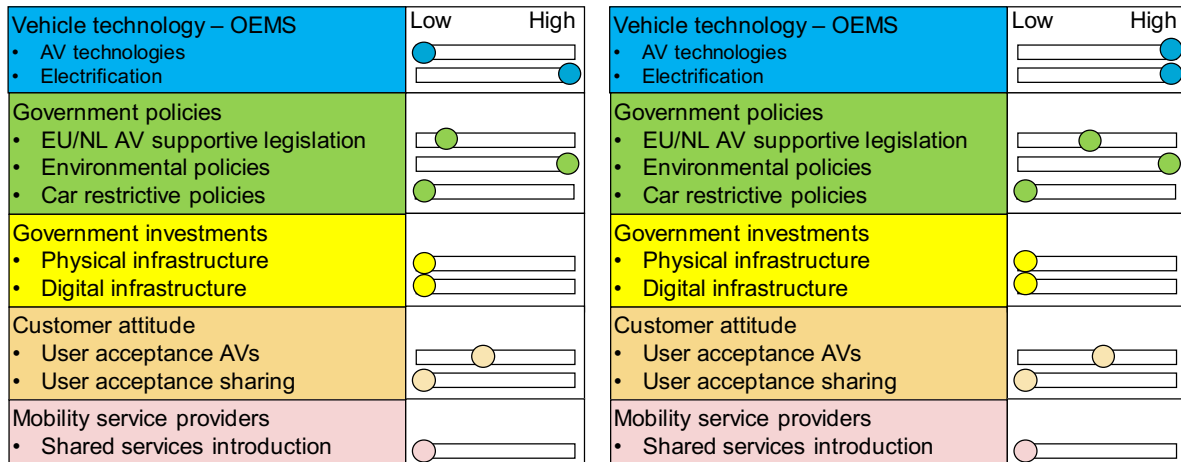 Vehicle technology – OEMS
Low High
• AV technologies
• Electrification
Government policies
• EU/NL AV supportive legislation
• Environmental policies
• Car restrictive policies
Government investments
• Physical infrastructure
• Digital infrastructure
Customer attitude
• User acceptance AVs
• User acceptance sharing
Mobility service providers
• Shared services introduction
Vehicle technology – OEMS
Low High
• AV technologies
• Electrification
Government policies
• EU/NL AV supportive legislation
• Environmental policies
• Car restrictive policies
Government investments
• Physical infrastructure
• Digital infrastructure
Customer attitude
• User acceptance AVs
• User acceptance sharing
Mobility service providers
• Shared services introduction